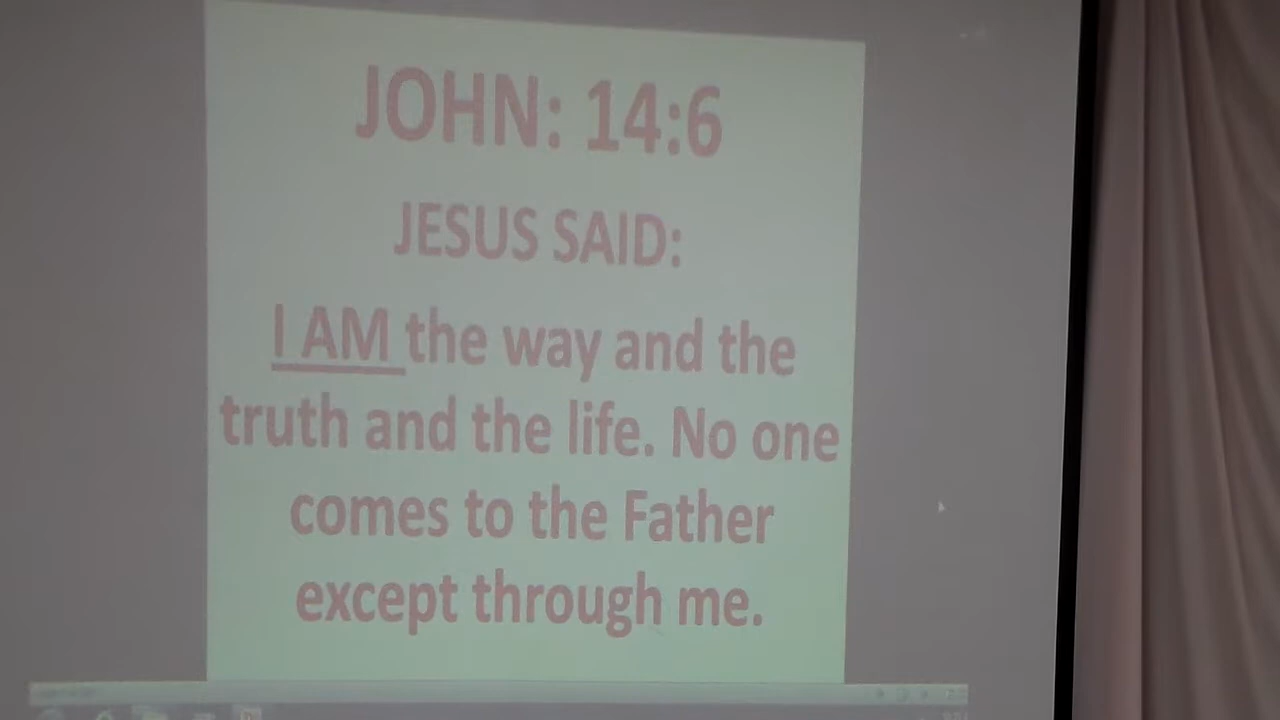 JOHN: 14:6
JESUS SAID:
I AM the way and the
truth and the life. No one
comes to the Father
except through me.